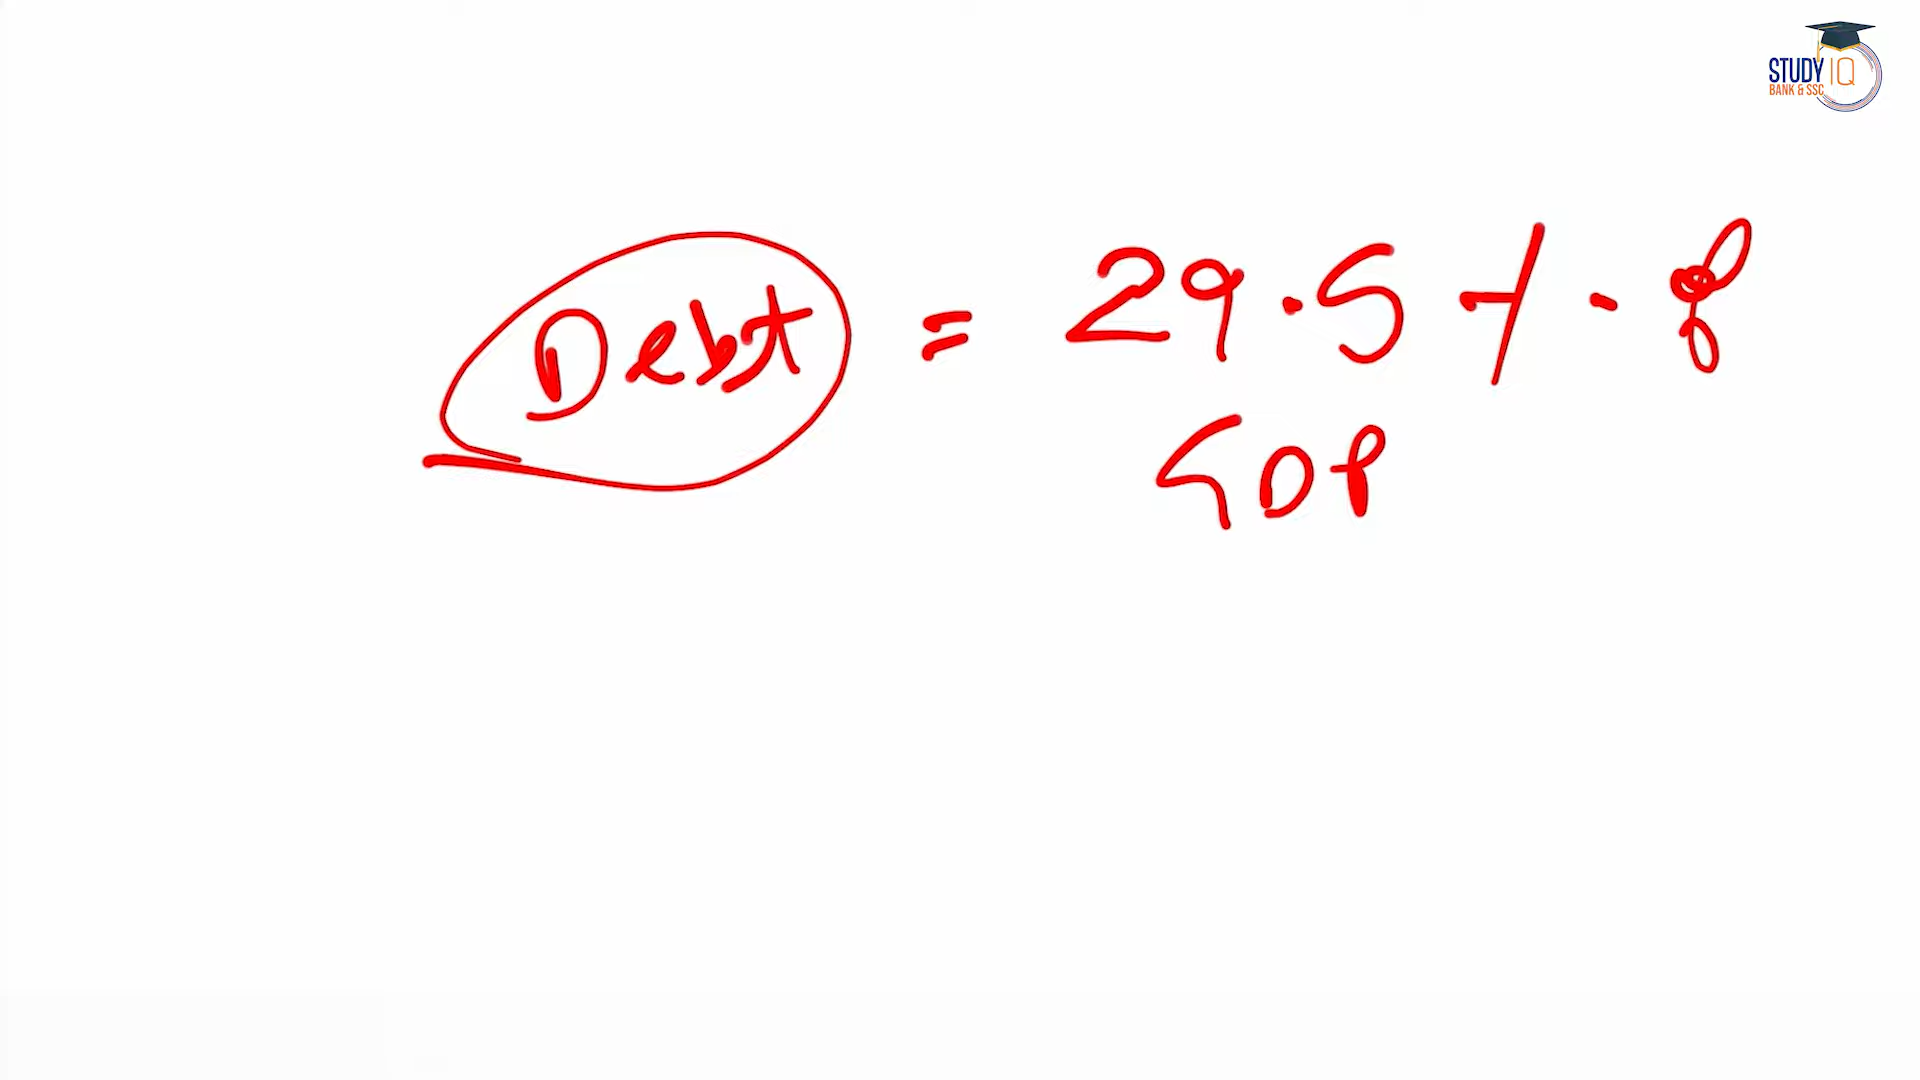 STUDY IQ
BANK & SSC
Debt = 29.5 % of
GDP